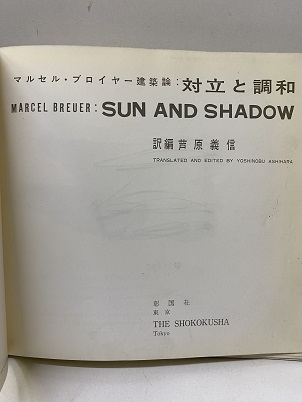 マルセル・ブロイヤー建築論：対立と調和
MARCEL BREUER: SUN AND SHADOW
訳編 芦原義信
TRANSLATED AND EDITED BY YOSHINOBU ASHIHARA
彰国社
東京
THE SHOKOKUSHA
Tokyo